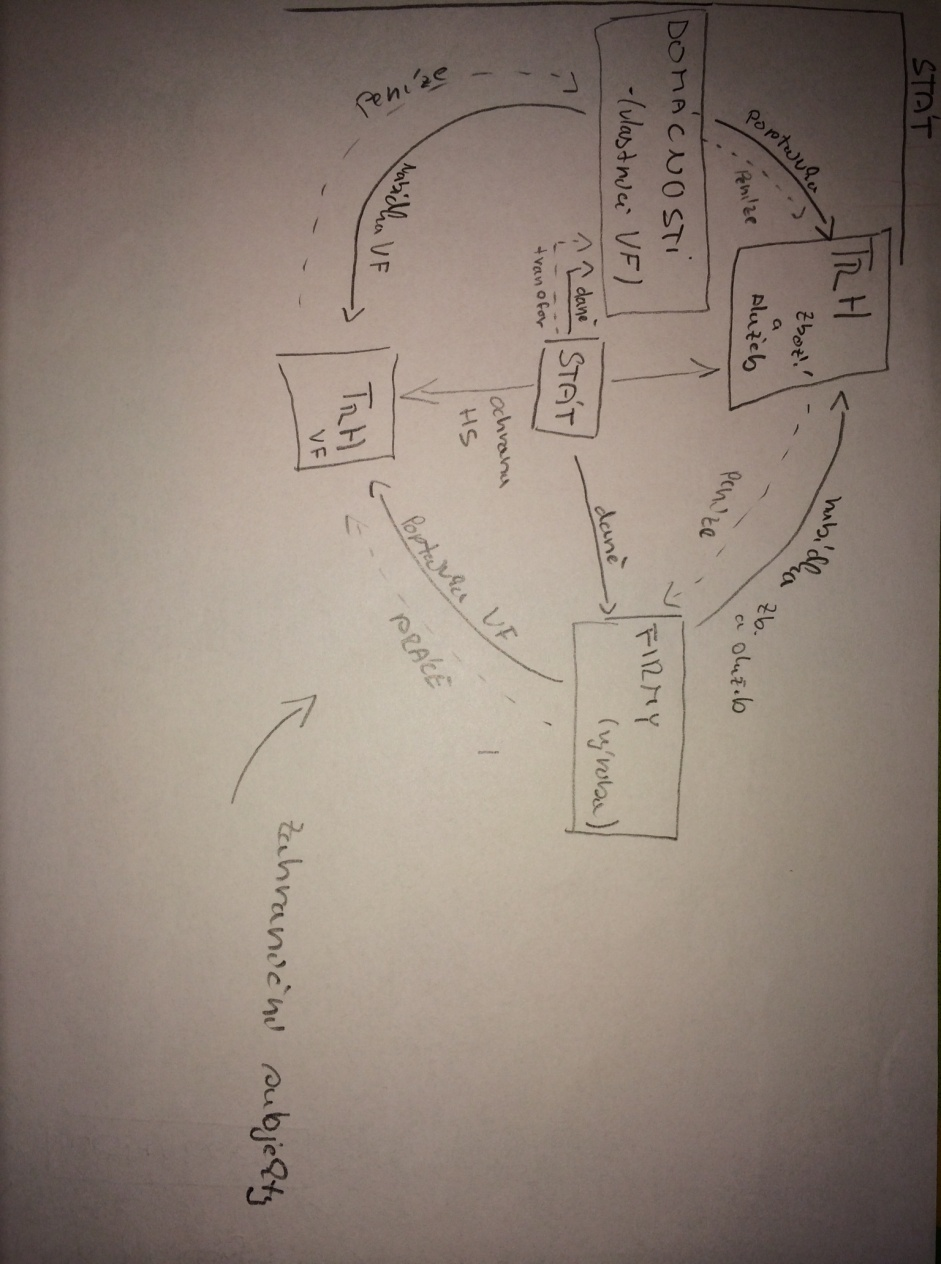 STÁT
TRH
zboží
a
služeb
poptávka
peníze
nabídka
zb.
a služeb
peníze
DOMÁCNOSTI
-(vlastníci VF)
STÁT
daně
transfer
daně
FIRMY
(výroba)
ochrana
HS
peníze
nabídka VF
TRH
VF
Poptávka VF
PRÁCE
zahraniční subjekty